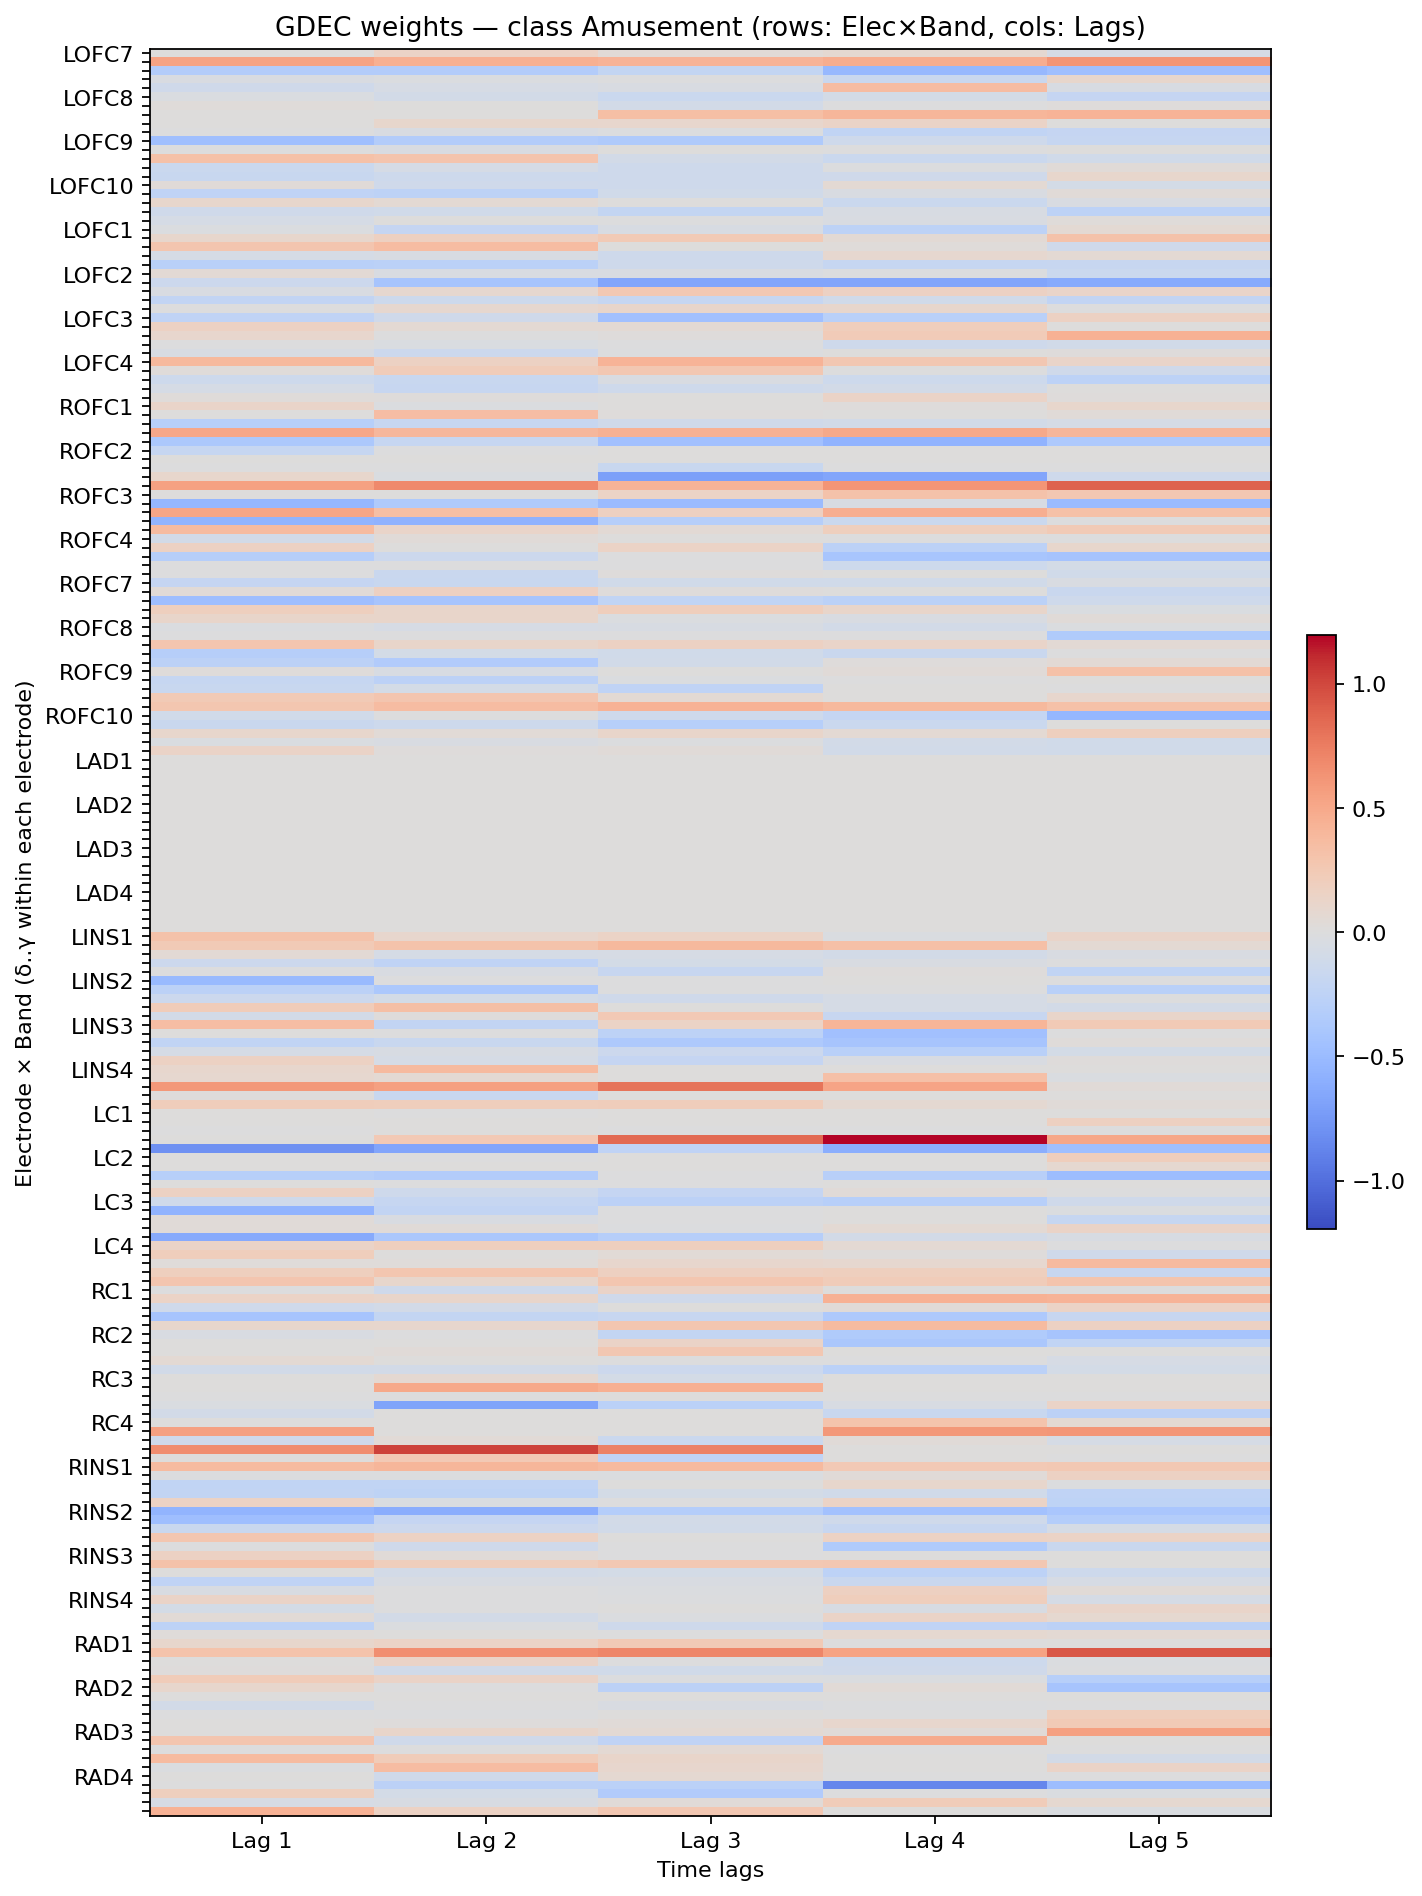 GDEC weights — class Amusement (rows: Elec×Band, cols: Lags)
LOFC7
LOFC8
LOFC9
LOFC10
LOFC1
LOFC2
LOFC3
LOFC4
ROFC1
ROFC2
ROFC3
ROFC4
ROFC7
ROFC8
ROFC9
ROFC10
LAD1
LAD2
LAD3
LAD4
LINS1
LINS2
LINS3
LINS4
LC1
LC2
LC3
LC4
RC1
RC2
RC3
RC4
RINS1
RINS2
RINS3
RINS4
RAD1
RAD2
RAD3
RAD4
Electrode × Band (δ..γ within each electrode)
Lag 1
Lag 2
Lag 3
Lag 4
Lag 5
Time lags
1.0
0.5
0.0
−0.5
−1.0